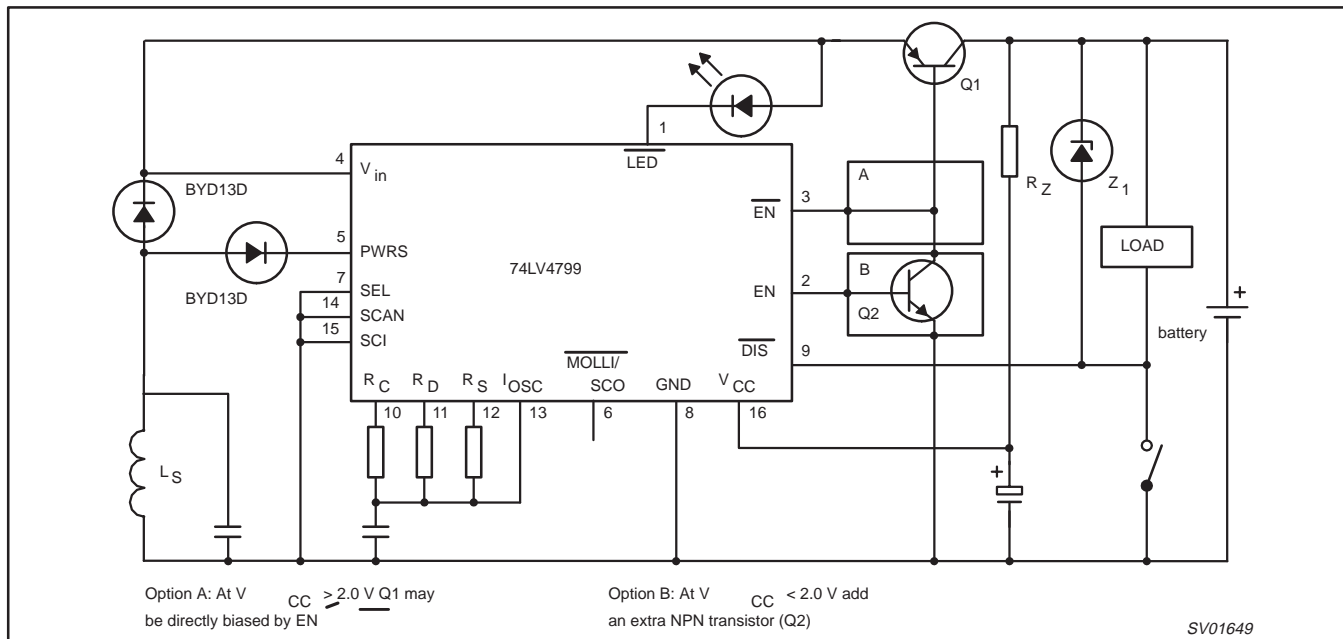 Q1
1
LED
4
V in
BYD13D
A
3
EN
R Z
Z 1
5
PWRS
LOAD
74LV4799
BYD13D
7
SEL
B
2
EN
14
SCAN
Q2
+
15
SCI
battery
DIS
9
MOLLI/
SCO
R C
R D
R S
I OSC
GND
V CC
10
11
12
13
6
8
16
L S
+
Option A: At V CC > 2.0 V Q1 may
be directly biased by EN
Option B: At V CC < 2.0 V add
an extra NPN transistor (Q2)
SV01649